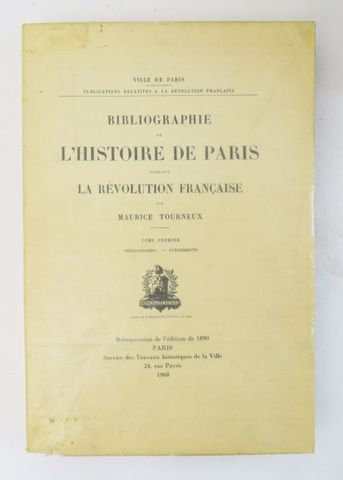 VILLE DE PARIS
PUBLICATIONS RELATIVES A LA RÉVOLUTION FRANÇAISE
BIBLIOGRAPHIE
DE
L'HISTOIRE DE PARIS
PENDANT
LA RÉVOLUTION FRANÇAISE
PAR
MAURICE TOURNEUX
TOME PREMIER
PRÉLIMINAIRES — ÉVÉNEMENTS
Réimpression de l'édition de 1890
PARIS
Service des Travaux historiques de la Ville
24, rue Pavée
1968